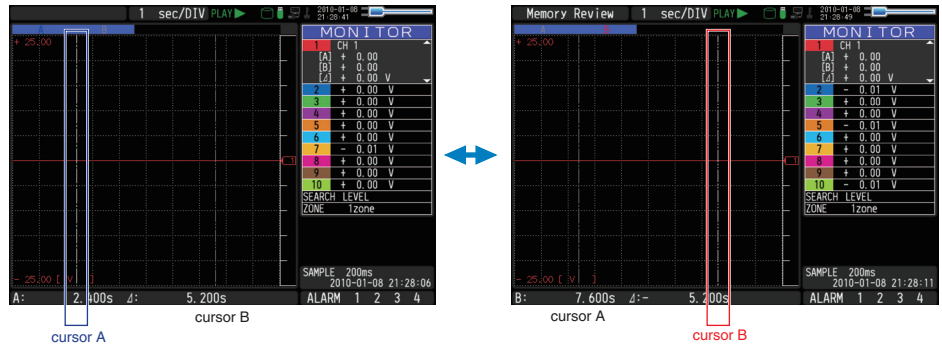 1 sec/DIV PLAY 2010-01-08 21:28:41
A B
+ 25.00
MONITOR
1 CH 1
[A] + 0.00
[B] + 0.00
[⊿] + 0.00 V
2 + 0.00 V
3 + 0.00 V
4 + 0.00 V
5 + 0.00 V
6 + 0.00 V
7 - 0.01 V
8 + 0.00 V
9 + 0.00 V
10 + 0.00 V
SEARCH LEVEL
ZONE 1zone
1
- 25.00 [ V ]
SAMPLE 200ms
2010-01-08 21:28:06
A: 2.400s ⊿: 5.200s
ALARM 1 2 3 4
cursor B
cursor A
Memory Review 1 sec/DIV PLAY 2010-01-08 21:28:49
A B
+ 25.00
MONITOR
1 CH 1
[A] + 0.00
[B] + 0.00
[⊿] + 0.00 V
2 - 0.01 V
3 + 0.00 V
4 + 0.00 V
5 - 0.01 V
6 + 0.00 V
7 + 0.00 V
8 + 0.00 V
9 + 0.00 V
10 - 0.01 V
SEARCH LEVEL
ZONE 1zone
1
- 25.00 [ V ]
SAMPLE 200ms
2010-01-08 21:28:11
B: 7.600s ⊿:- 5.200s
ALARM 1 2 3 4
cursor A
cursor B